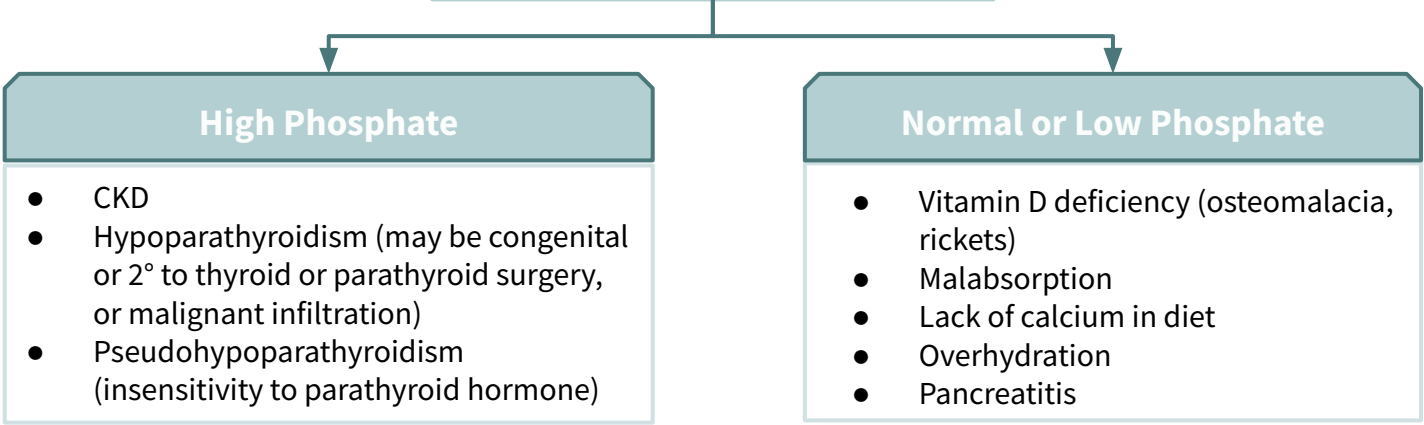 High Phosphate
● CKD
● Hypoparathyroidism (may be congenital
or 2° to thyroid or parathyroid surgery,
or malignant infiltration)
● Pseudohypoparathyroidism
(insensitivity to parathyroid hormone)
Normal or Low Phosphate
● Vitamin D deficiency (osteomalacia,
rickets)
● Malabsorption
● Lack of calcium in diet
● Overhydration
● Pancreatitis